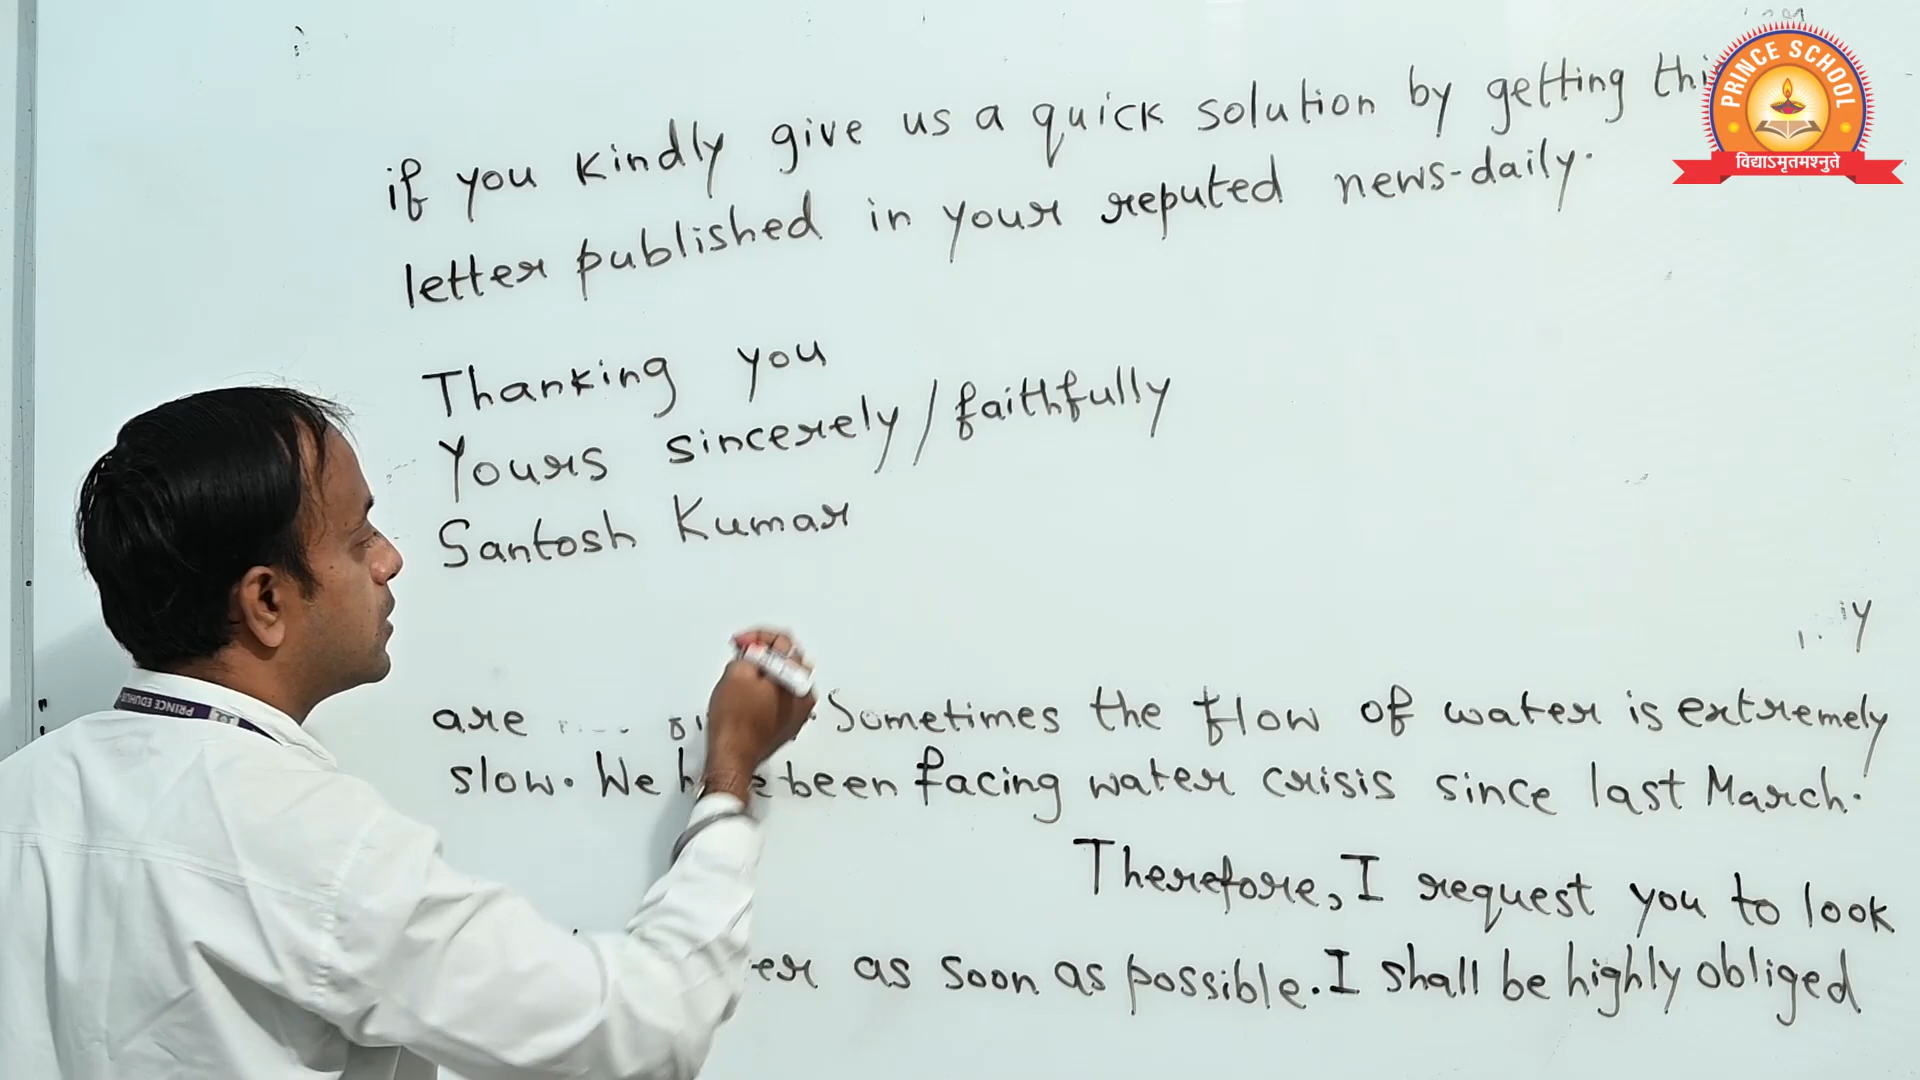 if you kindly give us a quick solution by getting
letter published in your reputed news-daily.
Thanking you
Yours sincerely/faithfully
Santosh Kumar
are Sometimes the flow of water is extremely
slow. We been facing water crisis since last March.
Therefore, I request you to look
as soon as possible. I shall be highly obliged
PRINCE SCHOOL
विद्याऽमृतमश्नुते
PRINCE EDUHUB